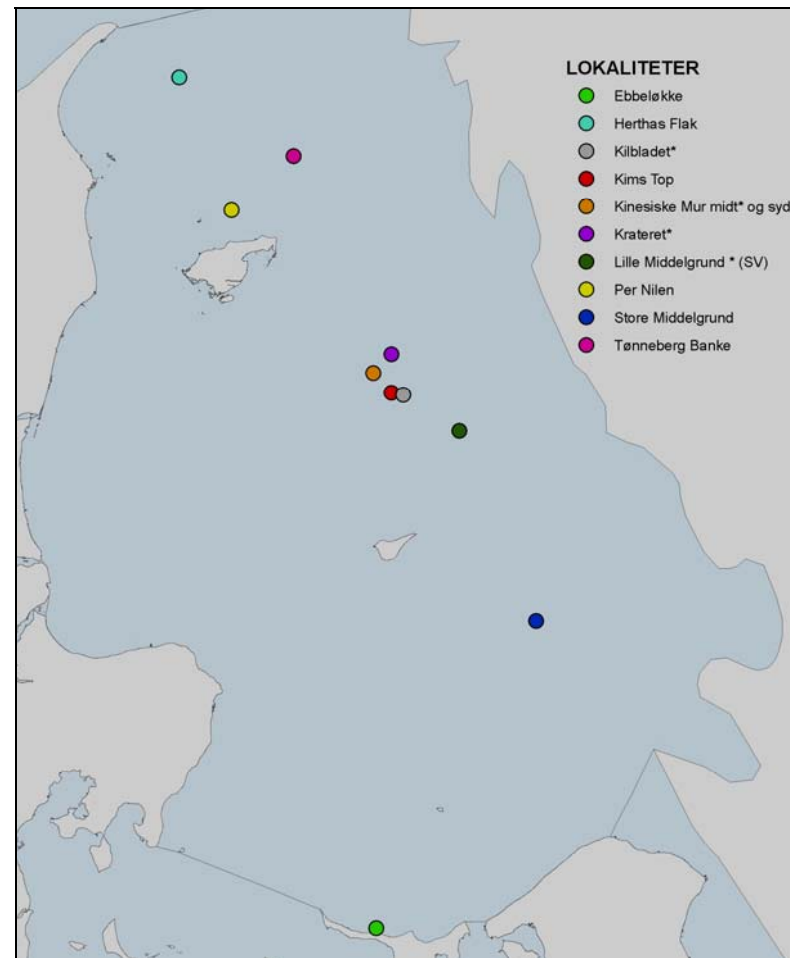 LOKALITETER
Ebbeløkke
Herthas Flak
Kilbladet*
Kims Top
Kinesiske Mur midt* og syd
Krateret*
Lille Middelgrund * (SV)
Per Nilen
Store Middelgrund
Tønneberg Banke